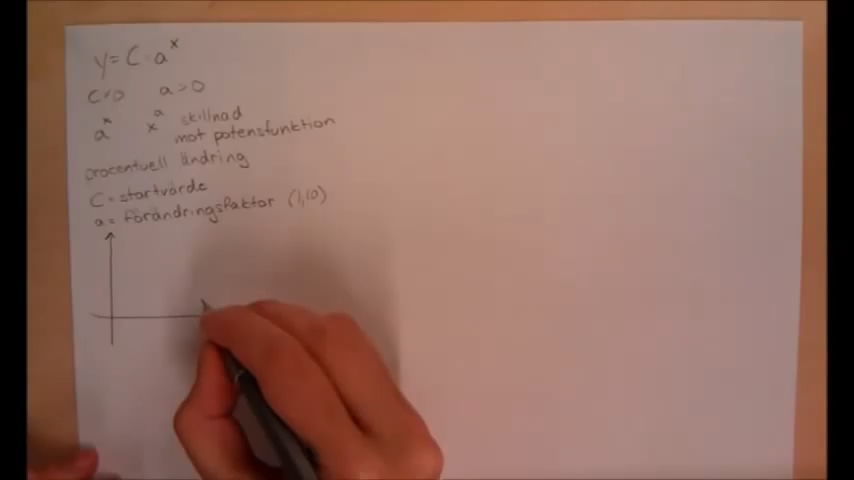 y = C · a^x
C>0 a>0
a^x x^a skillnad
mot potensfunktion
procentuell ändring
C = startvärde
a = förändringsfaktor (1,10)